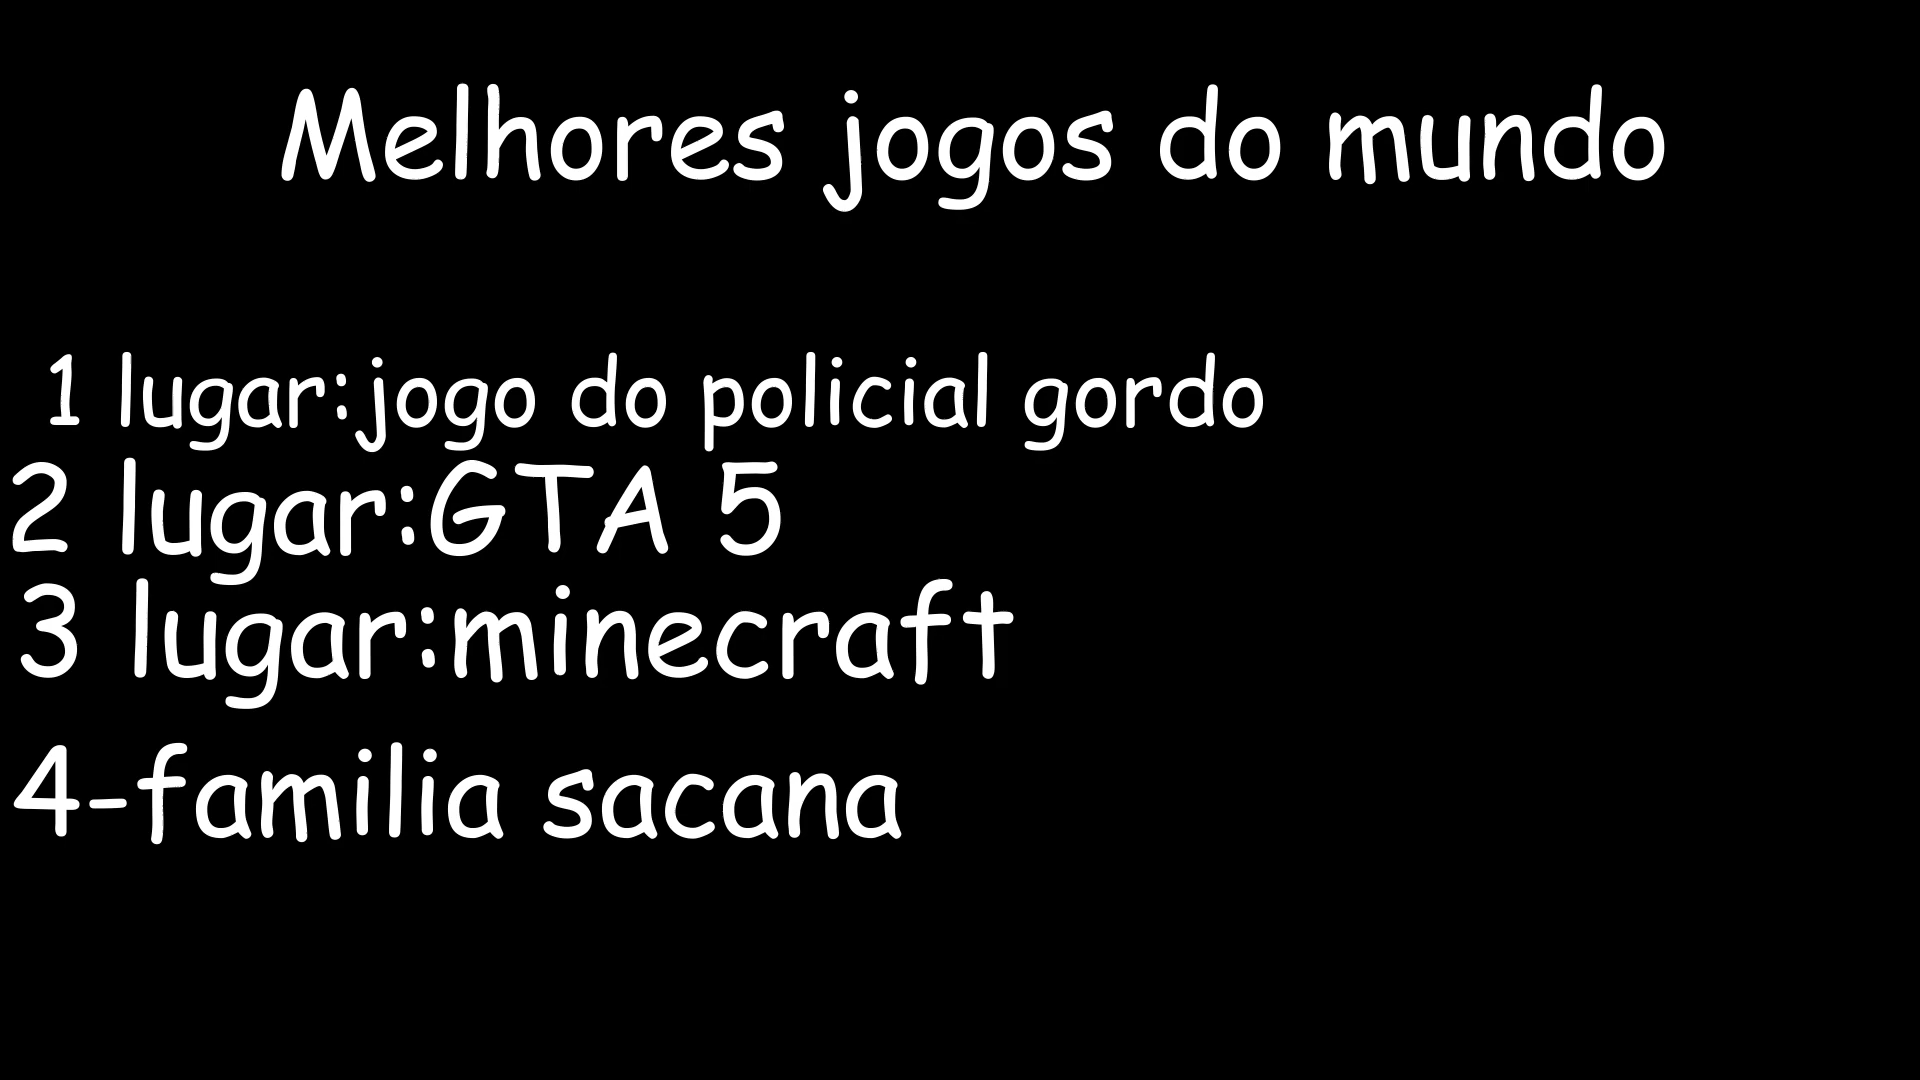 Melhores jogos do mundo
1 lugar:jogo do policial gordo
2 lugar:GTA 5
3 lugar:minecraft
4-familia sacana